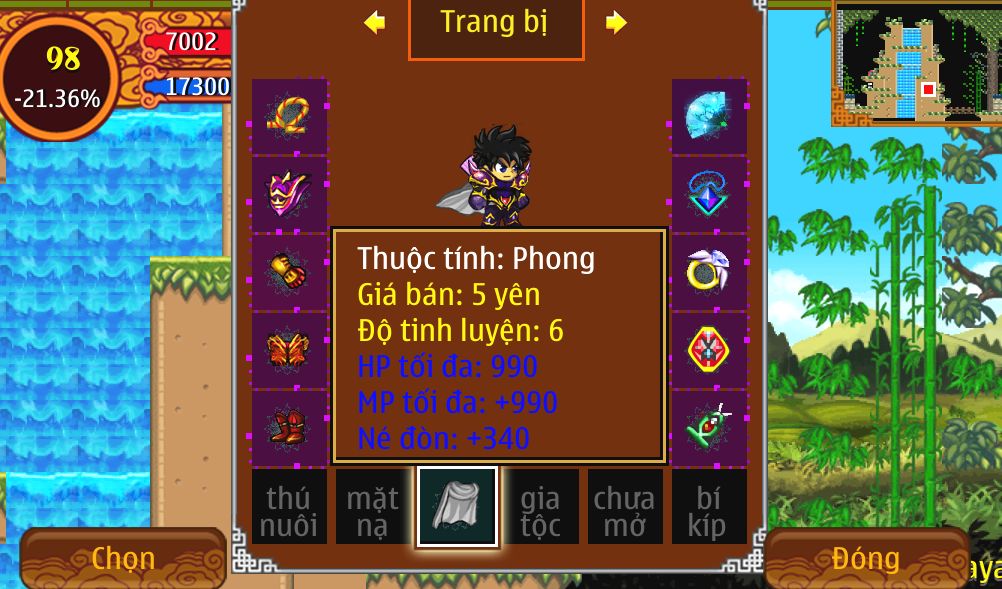 Trang bị
98
-21.36%
7002
17300
Thuộc tính: Phong
Giá bán: 5 yên
Độ tinh luyện: 6
HP tối đa: 990
MP tối đa: +990
Né đòn: +340
thú
nuôi
mặt
nạ
gia
tộc
chưa
mở
bí
kíp
Chọn
Đóng